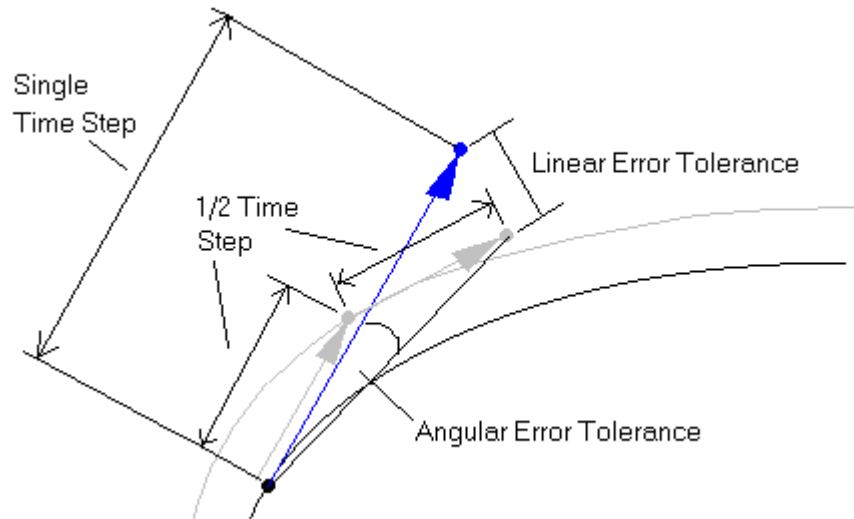 Single
Time Step
Linear Error Tolerance
1/2 Time
Step
Angular Error Tolerance